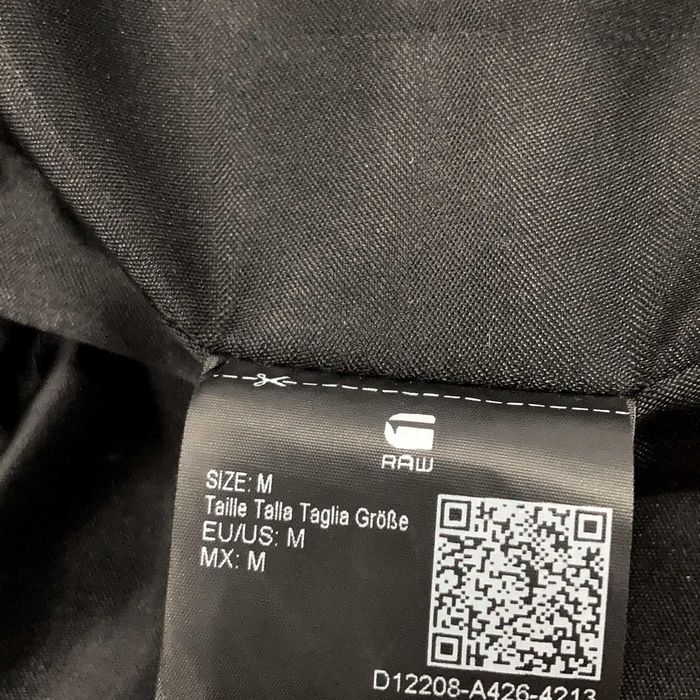 RAW
SIZE: M
Taille Talla Taglia Größe
EU/US: M
MX: M
D12208-A426-4213